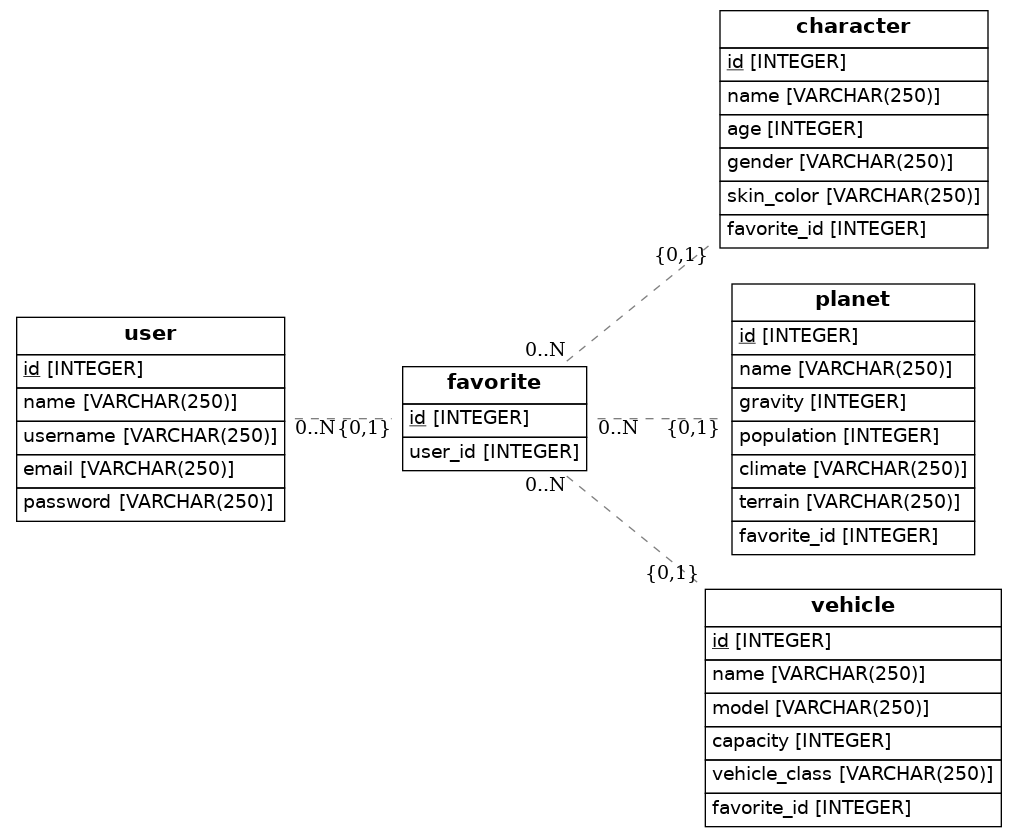 character
id [INTEGER]
name [VARCHAR(250)]
age [INTEGER]
gender [VARCHAR(250)]
skin_color [VARCHAR(250)]
favorite_id [INTEGER]
{0,1}
0..N
planet
id [INTEGER]
name [VARCHAR(250)]
gravity [INTEGER]
population [INTEGER]
climate [VARCHAR(250)]
terrain [VARCHAR(250)]
favorite_id [INTEGER]
user
id [INTEGER]
name [VARCHAR(250)]
username [VARCHAR(250)]
email [VARCHAR(250)]
password [VARCHAR(250)]
0..N {0,1}
favorite
id [INTEGER]
user_id [INTEGER]
0..N {0,1}
0..N
{0,1}
vehicle
id [INTEGER]
name [VARCHAR(250)]
model [VARCHAR(250)]
capacity [INTEGER]
vehicle_class [VARCHAR(250)]
favorite_id [INTEGER]